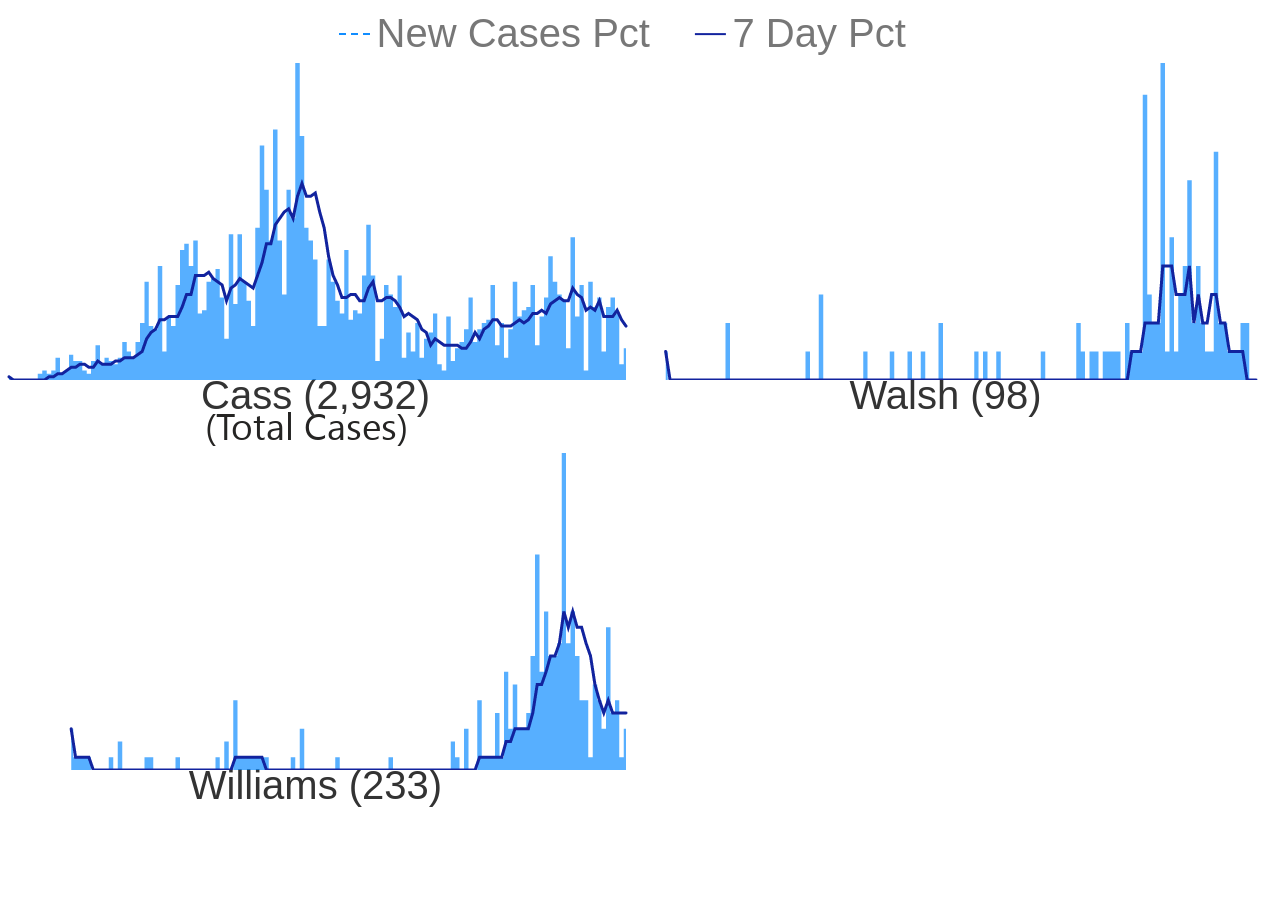 New Cases Pct 7 Day Pct
Cass (2,932)
(Total Cases)
Walsh (98)
Williams (233)